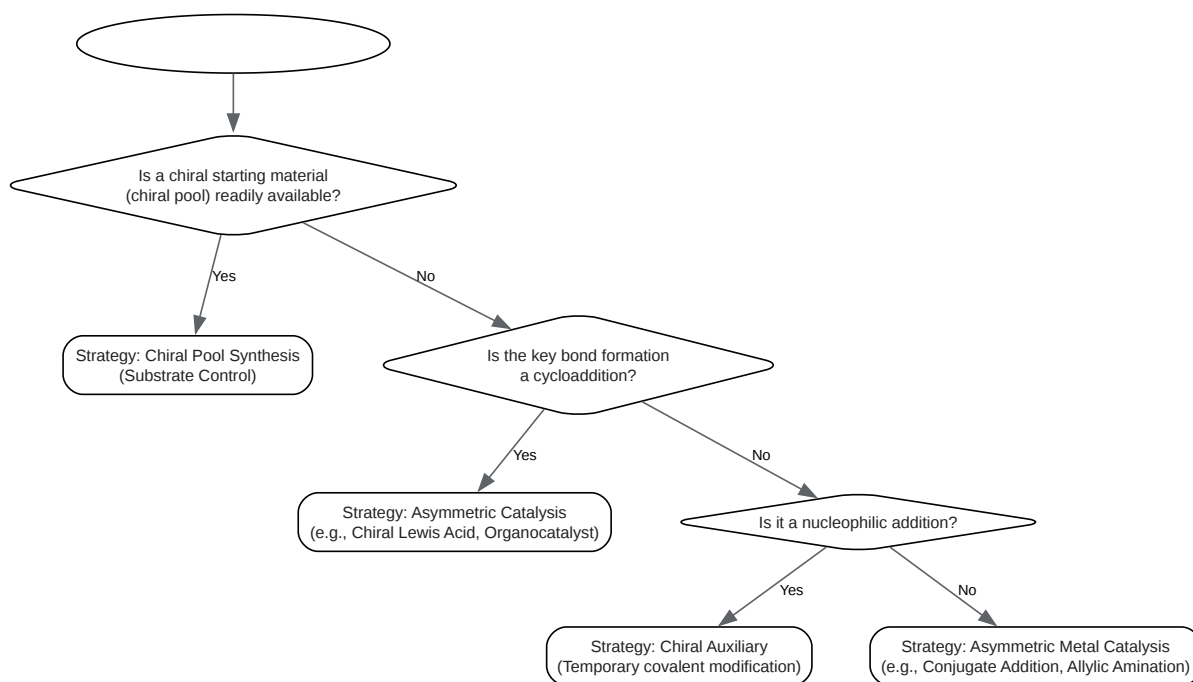 Is a chiral starting material
(chiral pool) readily available?
Yes
No
Strategy: Chiral Pool Synthesis
(Substrate Control)
Is the key bond formation
a cycloaddition?
Yes
No
Strategy: Asymmetric Catalysis
(e.g., Chiral Lewis Acid, Organocatalyst)
Is it a nucleophilic addition?
Yes
No
Strategy: Chiral Auxiliary
(Temporary covalent modification)
Strategy: Asymmetric Metal Catalysis
(e.g., Conjugate Addition, Allylic Amination)